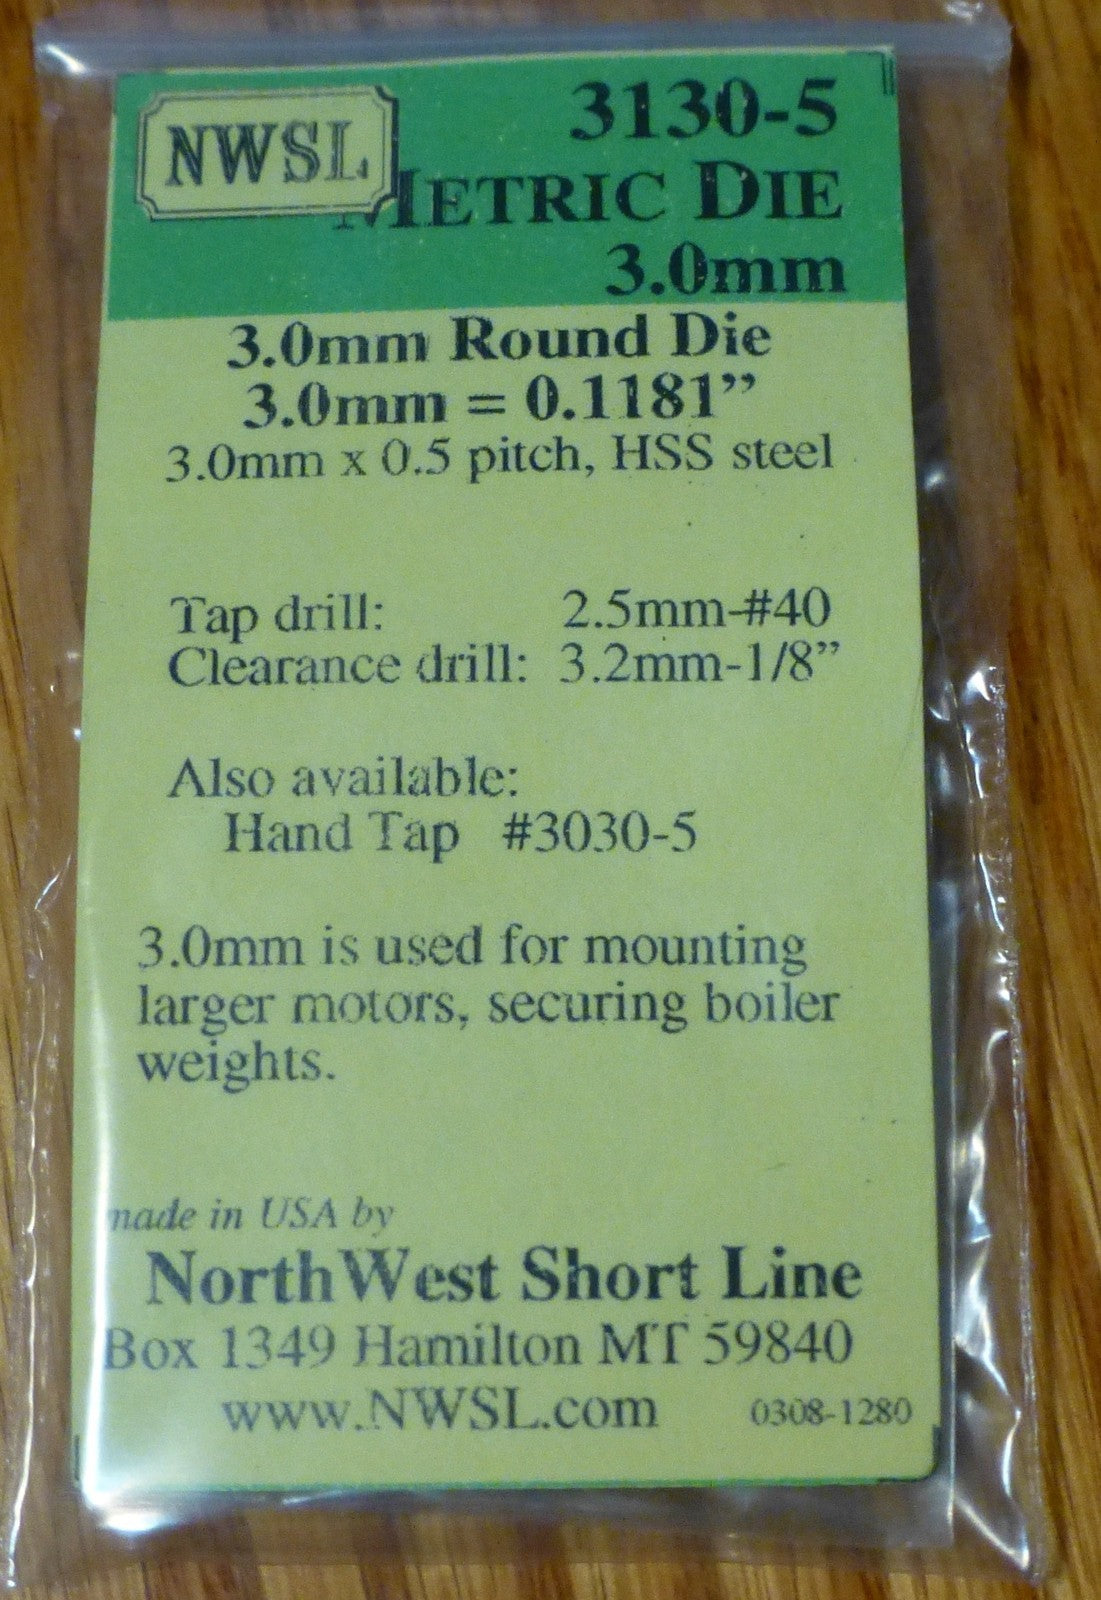 NWSL
3130-5
METRIC DIE
3.0mm
3.0mm Round Die
3.0mm = 0.1181”
3.0mm x 0.5 pitch, HSS steel
Tap drill: 2.5mm-#40
Clearance drill: 3.2mm-1/8”
Also available:
Hand Tap #3030-5
3.0mm is used for mounting
larger motors, securing boiler
weights.
made in USA by
NorthWest Short Line
Box 1349 Hamilton MT 59840
www.NWSL.com 0308-1280